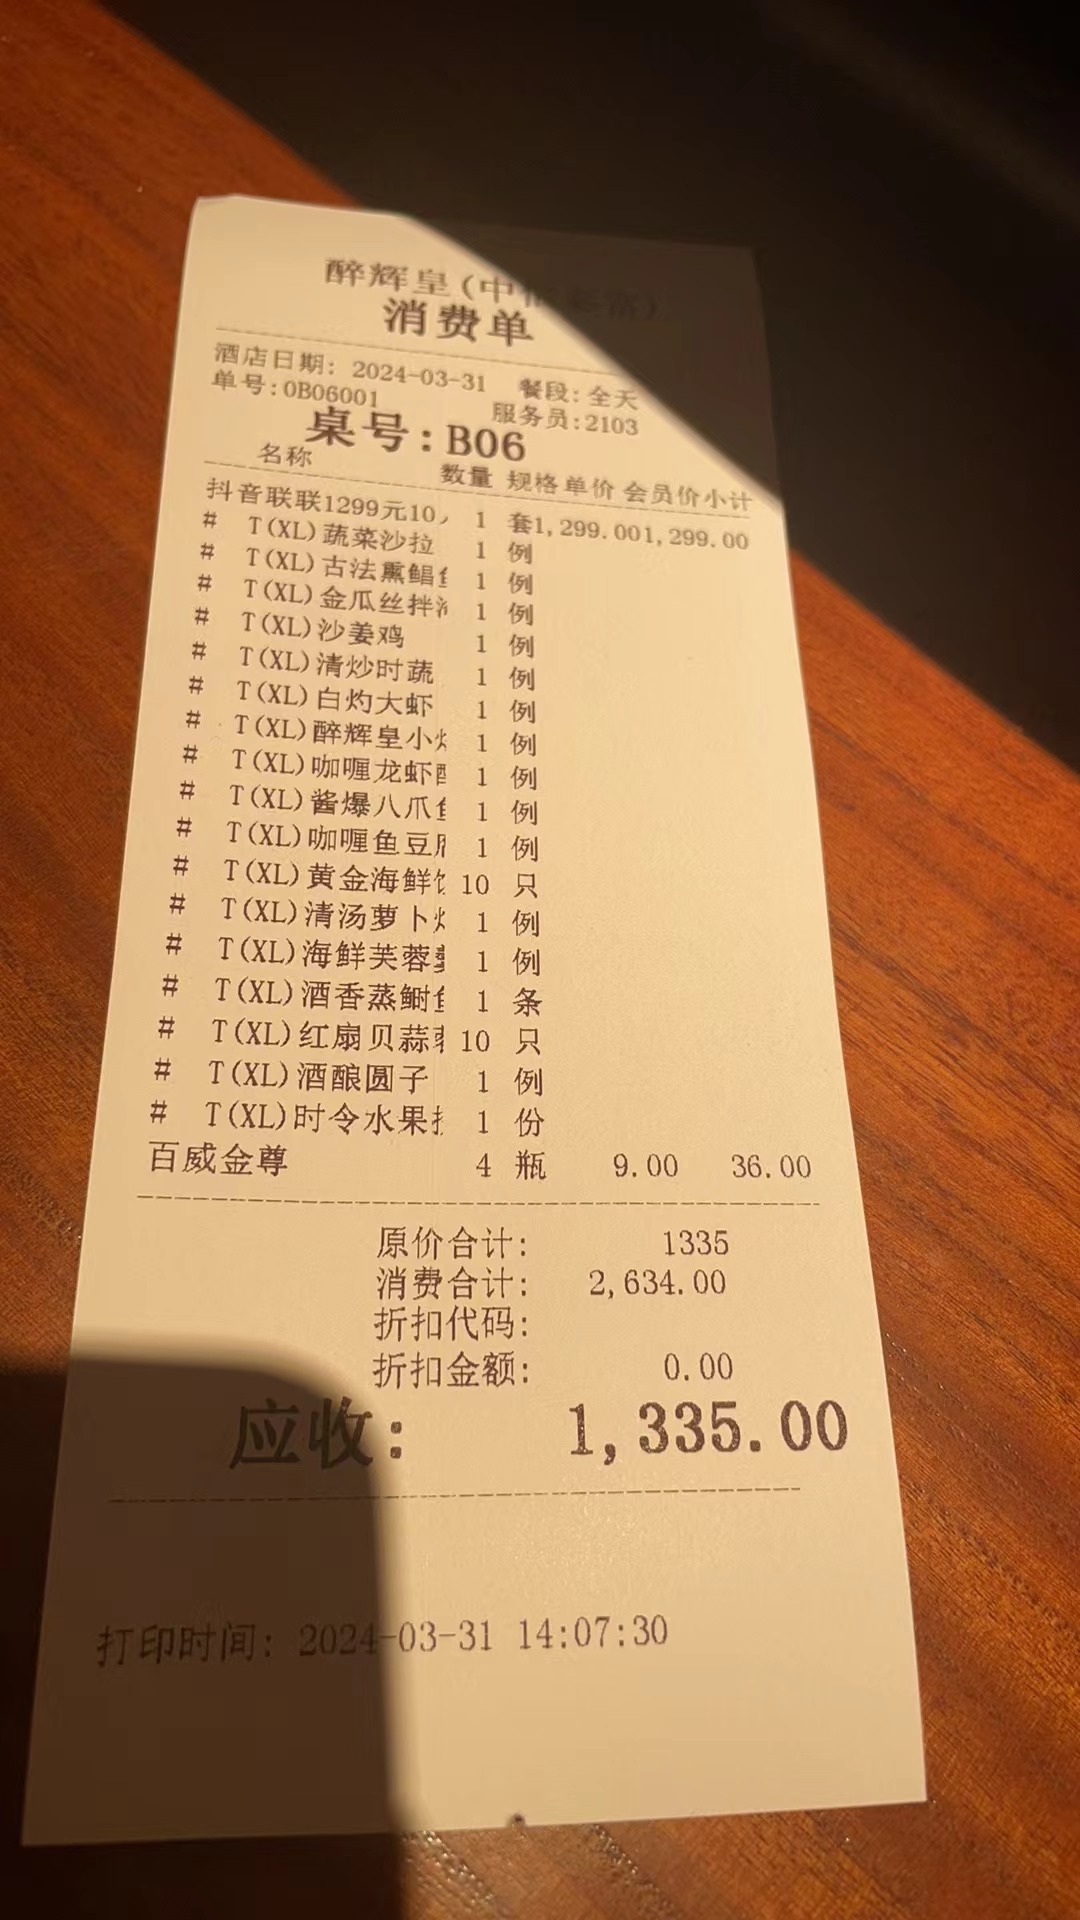 醉辉皇(中
消费单
酒店日期: 2024-03-31 餐段:全天
单号:0B06001 服务员:2103
桌号:B06
名称 数量 规格 单价 会员价 小计
抖音联联1299元10 1 套1,299.001,299.00
# T(XL)蔬菜沙拉 1 例
# T(XL)古法熏鲳 1 例
# T(XL)金瓜丝拌 1 例
# T(XL)沙姜鸡 1 例
# T(XL)清炒时蔬 1 例
# T(XL)白灼大虾 1 例
# T(XL)醉辉皇小 1 例
# T(XL)咖喱龙虾 1 例
# T(XL)酱爆八爪 1 例
# T(XL)咖喱鱼豆 1 例
# T(XL)黄金海鲜 10 只
# T(XL)清汤萝卜 1 例
# T(XL)海鲜芙蓉 1 例
# T(XL)酒香蒸鲥 1 条
# T(XL)红扇贝蒜 10 只
# T(XL)酒酿圆子 1 例
# T(XL)时令水果 1 份
百威金尊 4 瓶 9.00 36.00
原价合计: 1335
消费合计: 2,634.00
折扣代码:
折扣金额: 0.00
应收: 1,335.00
打印时间: 2024-03-31 14:07:30